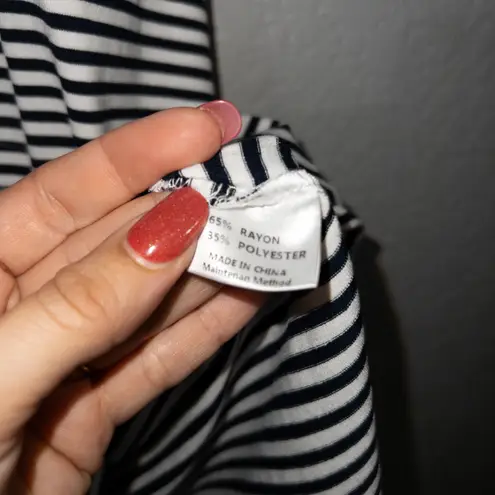 65% RAYON
35% POLYESTER
MADE IN CHINA
Maintenan Method